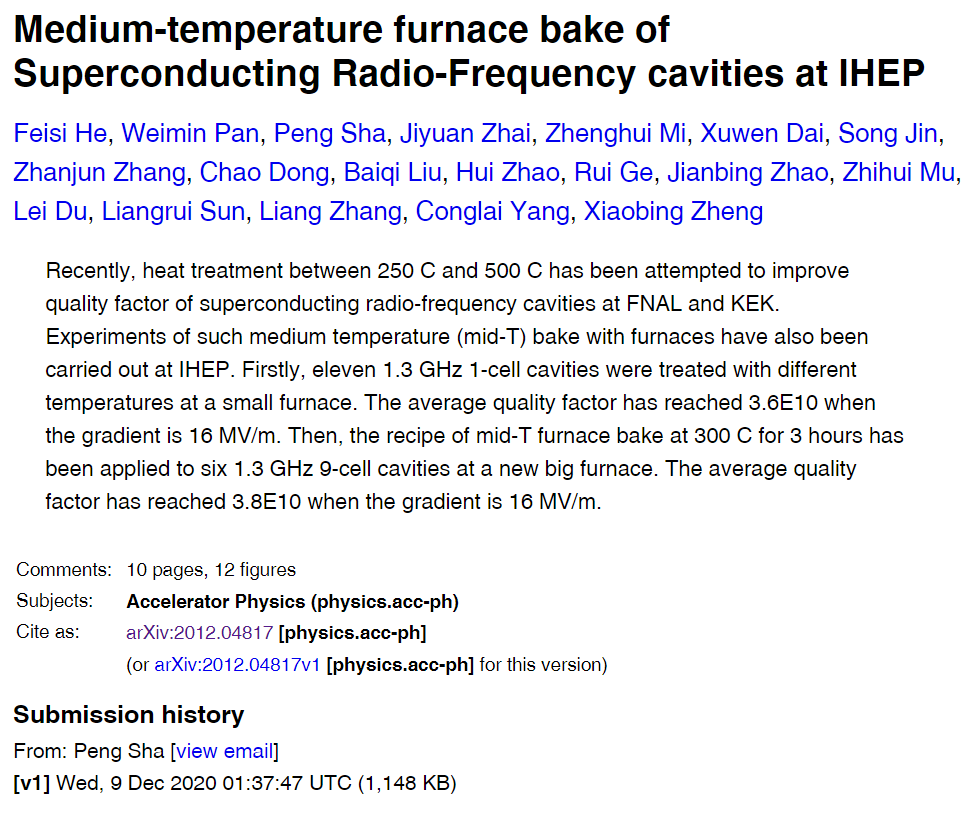 Medium-temperature furnace bake of
Superconducting Radio-Frequency cavities at IHEP
Feisi He, Weimin Pan, Peng Sha, Jiyuan Zhai, Zhenghui Mi, Xuwen Dai, Song Jin,
Zhanjun Zhang, Chao Dong, Baiqi Liu, Hui Zhao, Rui Ge, Jianbing Zhao, Zhihui Mu,
Lei Du, Liangrui Sun, Liang Zhang, Conglai Yang, Xiaobing Zheng
Recently, heat treatment between 250 C and 500 C has been attempted to improve
quality factor of superconducting radio-frequency cavities at FNAL and KEK.
Experiments of such medium temperature (mid-T) bake with furnaces have also been
carried out at IHEP. Firstly, eleven 1.3 GHz 1-cell cavities were treated with different
temperatures at a small furnace. The average quality factor has reached 3.6E10 when
the gradient is 16 MV/m. Then, the recipe of mid-T furnace bake at 300 C for 3 hours has
been applied to six 1.3 GHz 9-cell cavities at a new big furnace. The average quality
factor has reached 3.8E10 when the gradient is 16 MV/m.
Comments: 10 pages, 12 figures
Subjects: Accelerator Physics (physics.acc-ph)
Cite as: arXiv:2012.04817 [physics.acc-ph]
(or arXiv:2012.04817v1 [physics.acc-ph] for this version)
Submission history
From: Peng Sha [view email]
[v1] Wed, 9 Dec 2020 01:37:47 UTC (1,148 KB)